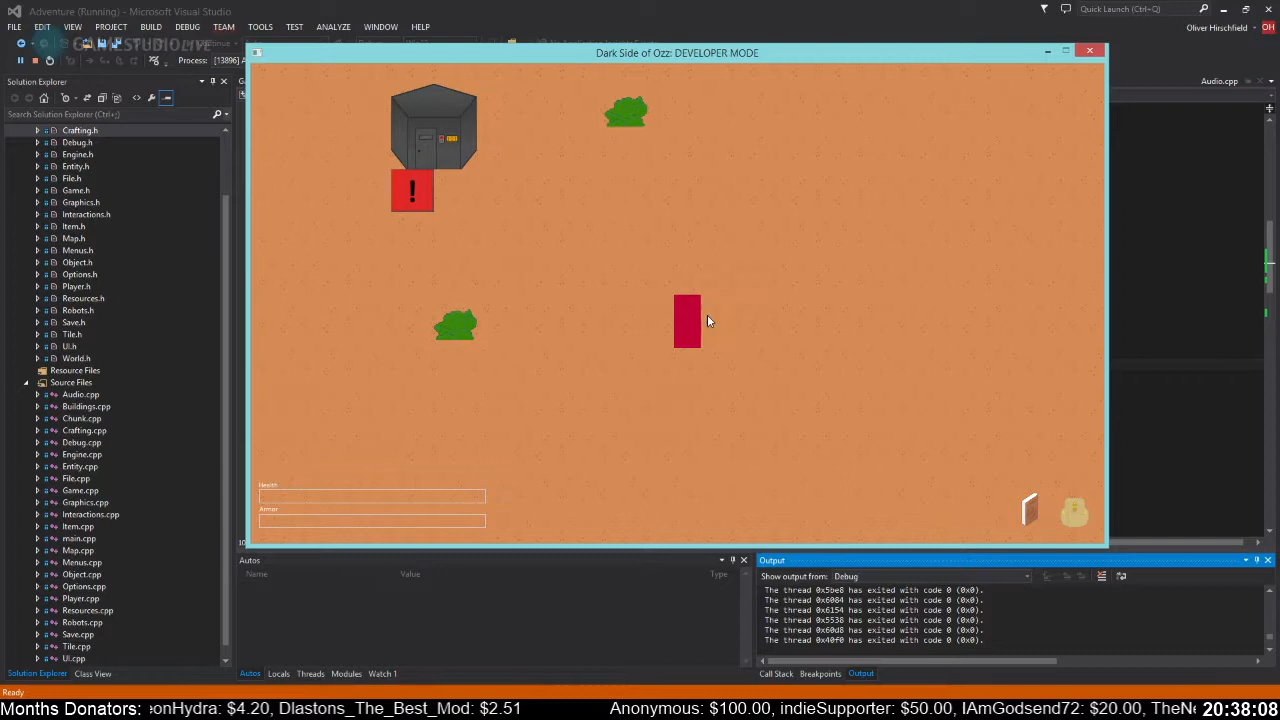 Adventure (Running) - Microsoft Visual Studio
Quick Launch (Ctrl+;)
FILE EDIT VIEW PROJECT BUILD DEBUG TEAM TOOLS TEST ANALYZE WINDOW HELP
Oliver Hirschfield OH
GAMESTUDIO.LIVE
Process: [13896] A
Dark Side of Ozz: DEVELOPER MODE
Solution Explorer
Audio.cpp
Search Solution Explorer (Ctrl+;)
Crafting.h
Debug.h
Engine.h
Entity.h
File.h
Game.h
Graphics.h
Interactions.h
Item.h
Map.h
Menus.h
Object.h
Options.h
Player.h
Resources.h
Robots.h
Save.h
Tile.h
UI.h
World.h
Resource Files
Source Files
Audio.cpp
Buildings.cpp
Chunk.cpp
Crafting.cpp
Debug.cpp
Engine.cpp
Entity.cpp
File.cpp
Game.cpp
Graphics.cpp
Interactions.cpp
Item.cpp
main.cpp
Map.cpp
Menus.cpp
Object.cpp
Options.cpp
Player.cpp
Resources.cpp
Robots.cpp
Save.cpp
Tile.cpp
UI.cpp
Solution Explorer Class View
!
Health
Armor
Autos
Name Value Type
Autos Locals Threads Modules Watch 1
Output
Show output from: Debug
The thread 0x5be8 has exited with code 0 (0x0).
The thread 0x6084 has exited with code 0 (0x0).
The thread 0x6154 has exited with code 0 (0x0).
The thread 0x5538 has exited with code 0 (0x0).
The thread 0x60d8 has exited with code 0 (0x0).
The thread 0x40f0 has exited with code 0 (0x0).
Call Stack Breakpoints Output
Ready
Months Donators: onHydra: $4.20, Dlastons_The_Best_Mod: $2.51 Anonymous: $100.00, indieSupporter: $50.00, IAmGodsend72: $20.00, TheNe 20:38:08